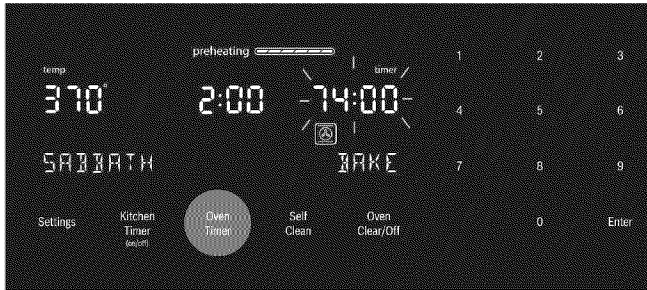 preheating
temp
timer
1 2 3
370° 2:00 74:00
4 5 6
SABBATH BAKE
7 8 9
Settings Kitchen Timer (on/off) Oven Timer Self Clean Oven Clear/Off 0 Enter